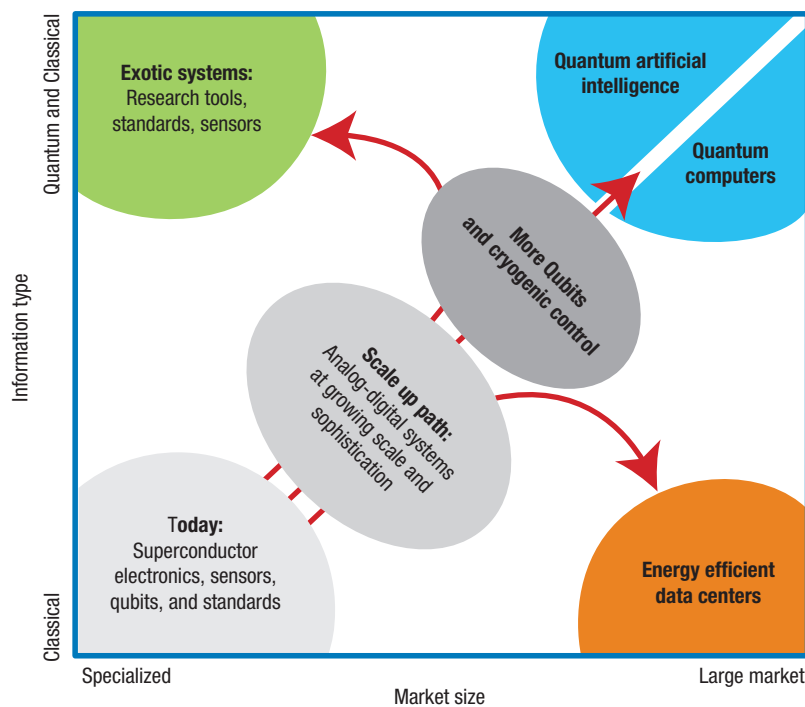 Quantum and Classical
Information type
Classical
Exotic systems:
Research tools,
standards, sensors
Quantum artificial
intelligence
Quantum
computers
More Qubits
and cryogenic control
Scale up path:
Analog-digital systems
at growing scale and
sophistication
Today:
Superconductor
electronics, sensors,
qubits, and standards
Energy efficient
data centers
Specialized
Market size
Large market